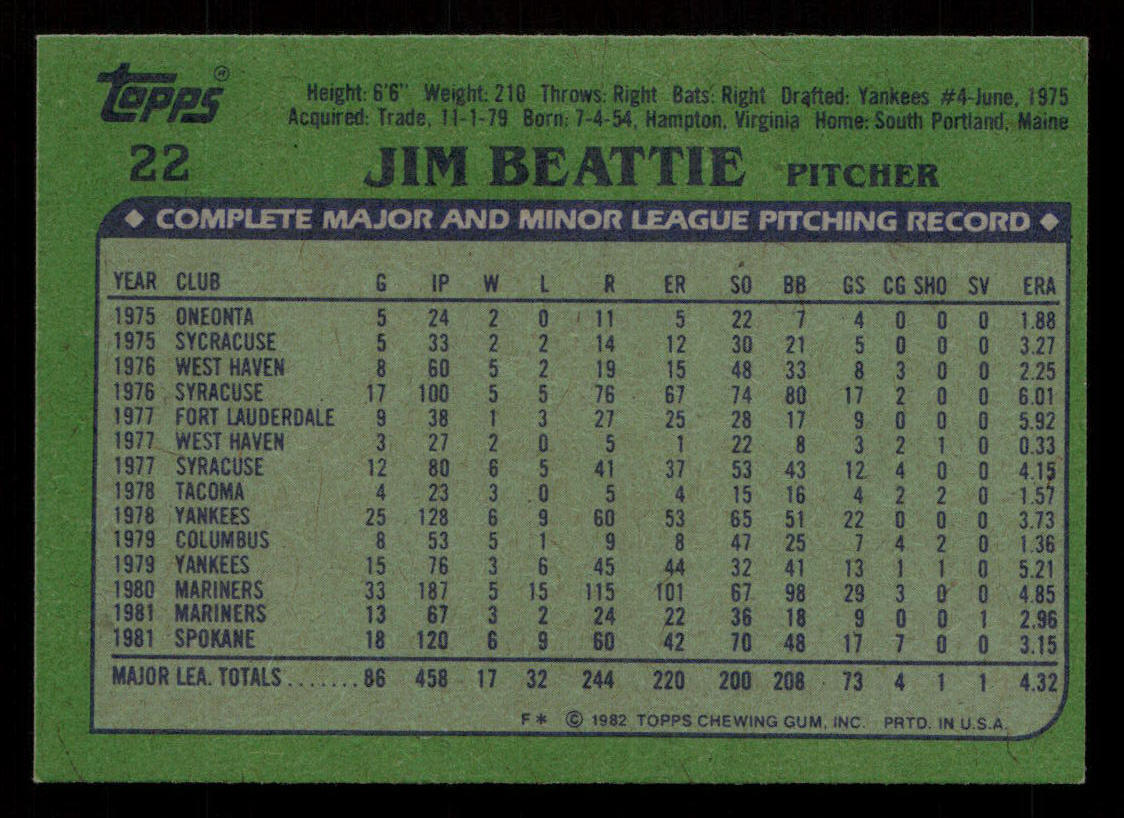 topps®
Height: 6'6" Weight: 210 Throws: Right Bats: Right Drafted: Yankees #4-June, 1975
Acquired: Trade, 11-1-79 Born: 7-4-54, Hampton, Virginia Home: South Portland, Maine
22 JIM BEATTIE PITCHER
◆ COMPLETE MAJOR AND MINOR LEAGUE PITCHING RECORD ◆
YEAR CLUB G IP W L R ER SO BB GS CG SHO SV ERA
1975 ONEONTA 5 24 2 0 11 5 22 7 4 0 0 0 1.88
1975 SYCRACUSE 5 33 2 2 14 12 30 21 5 0 0 0 3.27
1976 WEST HAVEN 8 60 5 2 19 15 48 33 8 3 0 0 2.25
1976 SYRACUSE 17 100 5 5 76 67 74 80 17 2 0 0 6.01
1977 FORT LAUDERDALE 9 38 1 3 27 25 28 17 9 0 0 0 5.92
1977 WEST HAVEN 3 27 2 0 5 1 22 8 3 2 1 0 0.33
1977 SYRACUSE 12 80 6 5 41 37 53 43 12 4 0 0 4.15
1978 TACOMA 4 23 3 0 5 4 15 16 4 2 2 0 1.57
1978 YANKEES 25 128 6 9 60 53 65 51 22 0 0 0 3.73
1979 COLUMBUS 8 53 5 1 9 8 47 25 7 4 2 0 1.36
1979 YANKEES 15 76 3 6 45 44 32 41 13 1 1 0 5.21
1980 MARINERS 33 187 5 15 115 101 67 98 29 3 0 0 4.85
1981 MARINERS 13 67 3 2 24 22 36 18 9 0 0 1 2.96
1981 SPOKANE 18 120 6 9 60 42 70 48 17 7 0 0 3.15
MAJOR LEA. TOTALS.......86 458 17 32 244 220 200 208 73 4 1 1 4.32
F* © 1982 TOPPS CHEWING GUM, INC. PRTD. IN U.S.A.